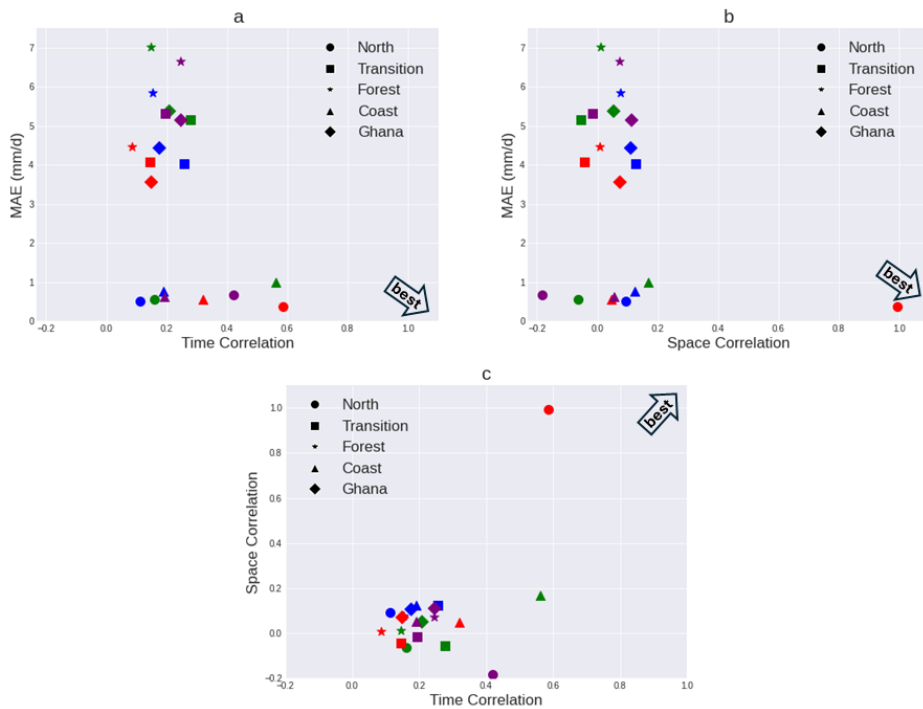 a
7
6
5
4
3
2
1
0
MAE (mm/d)
North
Transition
Forest
Coast
Ghana
best
−0.2 0.0 0.2 0.4 0.6 0.8 1.0
Time Correlation
b
7
6
5
4
3
2
1
0
MAE (mm/d)
North
Transition
Forest
Coast
Ghana
best
−0.2 0.0 0.2 0.4 0.6 0.8 1.0
Space Correlation
c
1.0
0.8
0.6
0.4
0.2
0.0
−0.2
Space Correlation
North
Transition
Forest
Coast
Ghana
best
−0.2 0.0 0.2 0.4 0.6 0.8 1.0
Time Correlation